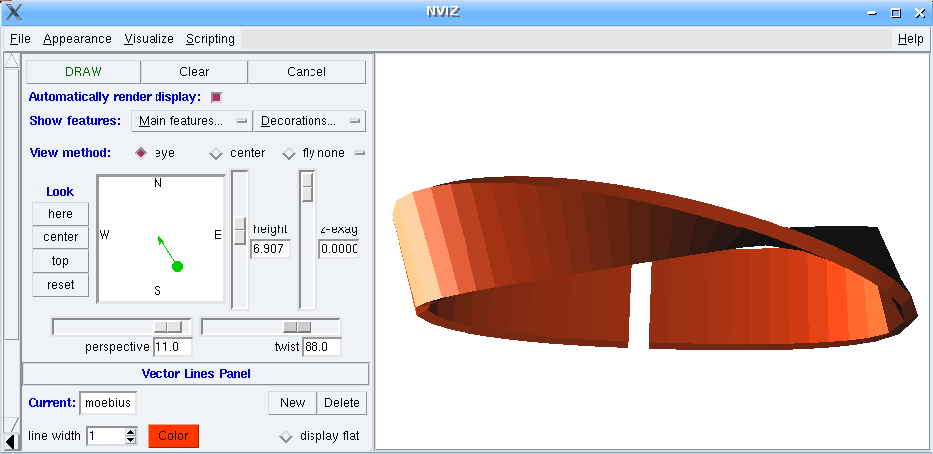 NVIZ
File Appearance Visualize Scripting Help
DRAW Clear Cancel
Automatically render display:
Show features: Main features... Decorations...
View method: eye center fly none
Look
here
center
top
reset
N
W E
S
height z-exag
6.907 0.0000
perspective 11.0 twist 88.0
Vector Lines Panel
Current: moebius New Delete
line width 1 Color display flat